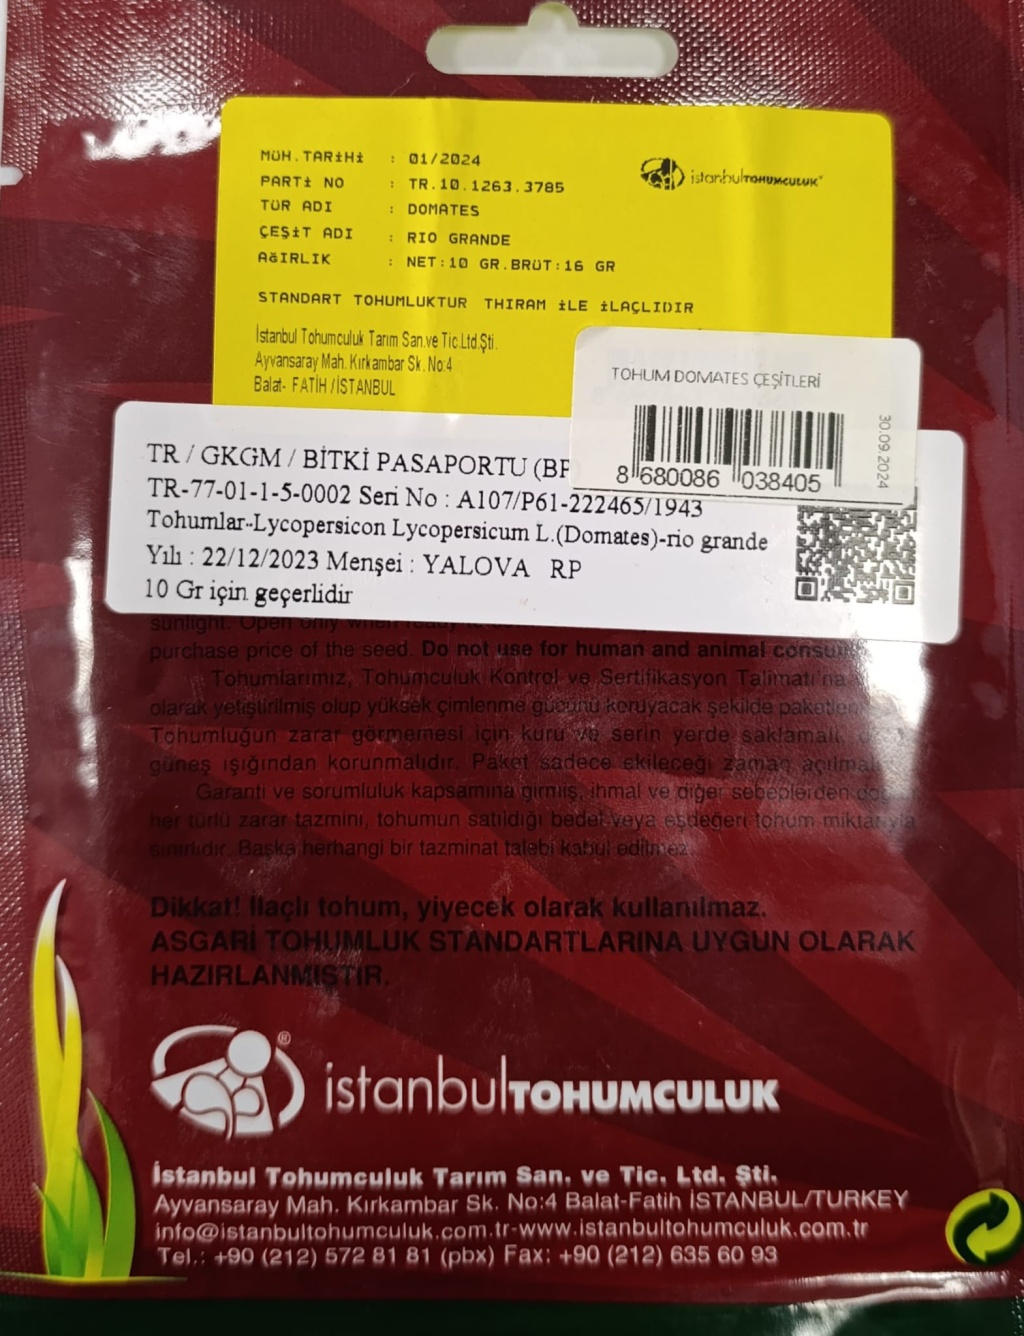 MÜH.TARİHİ : 01/2024
PARTİ NO : TR.10.1263.3785
TÜR ADI : DOMATES
ÇEŞİT ADI : RIO GRANDE
AĞIRLIK : NET:10 GR.BRÜT:16 GR
istanbulTOHUMCULUK
STANDART TOHUMLUKTUR THIRAM İLE İLAÇLIDIR
İstanbul Tohumculuk Tarım San.ve Tic.Ltd.Şti.
Ayvansaray Mah. Kırkambar Sk. No:4
Balat- FATİH /İSTANBUL
TOHUM DOMATES ÇEŞİTLERİ
8 680086 038405
30.09.2024
TR / GKGM / BİTKİ PASAPORTU
TR-77-01-1-5-0002 Seri No : A107/P61-222465/1943
Tohumlar-Lycopersicon Lycopersicum L.(Domates)-rio grande
Yılı : 22/12/2023 Menşei : YALOVA RP
10 Gr için geçerlidir
sunlight. Open only when ready
purchase price of the seed. Do not use for human and animal
Tohumlarımız, Tohumculuk Kontrol ve Sertifikasyon Talimatı'na
olarak yetiştirilmiş olup yüksek çimlenme gücünü koruyacak şekilde
Tohumluğun zarar görmemesi için kuru ve serin yerde saklamalı,
güneş ışığından korunmalıdır. Paket sadece ekileceği zaman
Garanti ve sorumluluk kapsamına girmiş, ihmal ve diğer sebeplerden
her türlü zarar tazmini, tohumun satıldığı bedel veya eşdeğeri tohum
sınırlıdır. Başka herhangi bir tazminat talebi kabul edilmez.
Dikkat! İlaçlı tohum, yiyecek olarak kullanılmaz.
ASGARİ TOHUMLUK STANDARTLARINA UYGUN OLARAK
HAZIRLANMIŞTIR.
istanbulTOHUMCULUK
İstanbul Tohumculuk Tarım San. ve Tic. Ltd. Şti.
Ayvansaray Mah. Kırkambar Sk. No:4 Balat-Fatih İSTANBUL/TURKEY
info@istanbultohumculuk.com.tr-www.istanbultohumculuk.com.tr
Tel.: +90 (212) 572 81 81 (pbx) Fax: +90 (212) 635 60 93